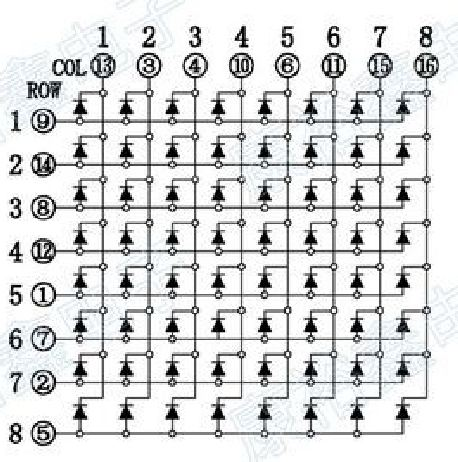 1 2 3 4 5 6 7 8
COL ⑬ ③ ④ ⑩ ⑥ ⑪ ⑮ ⑯
ROW
1 ⑨
2 ⑭
3 ⑧
4 ⑫
5 ①
6 ⑦
7 ②
8 ⑤